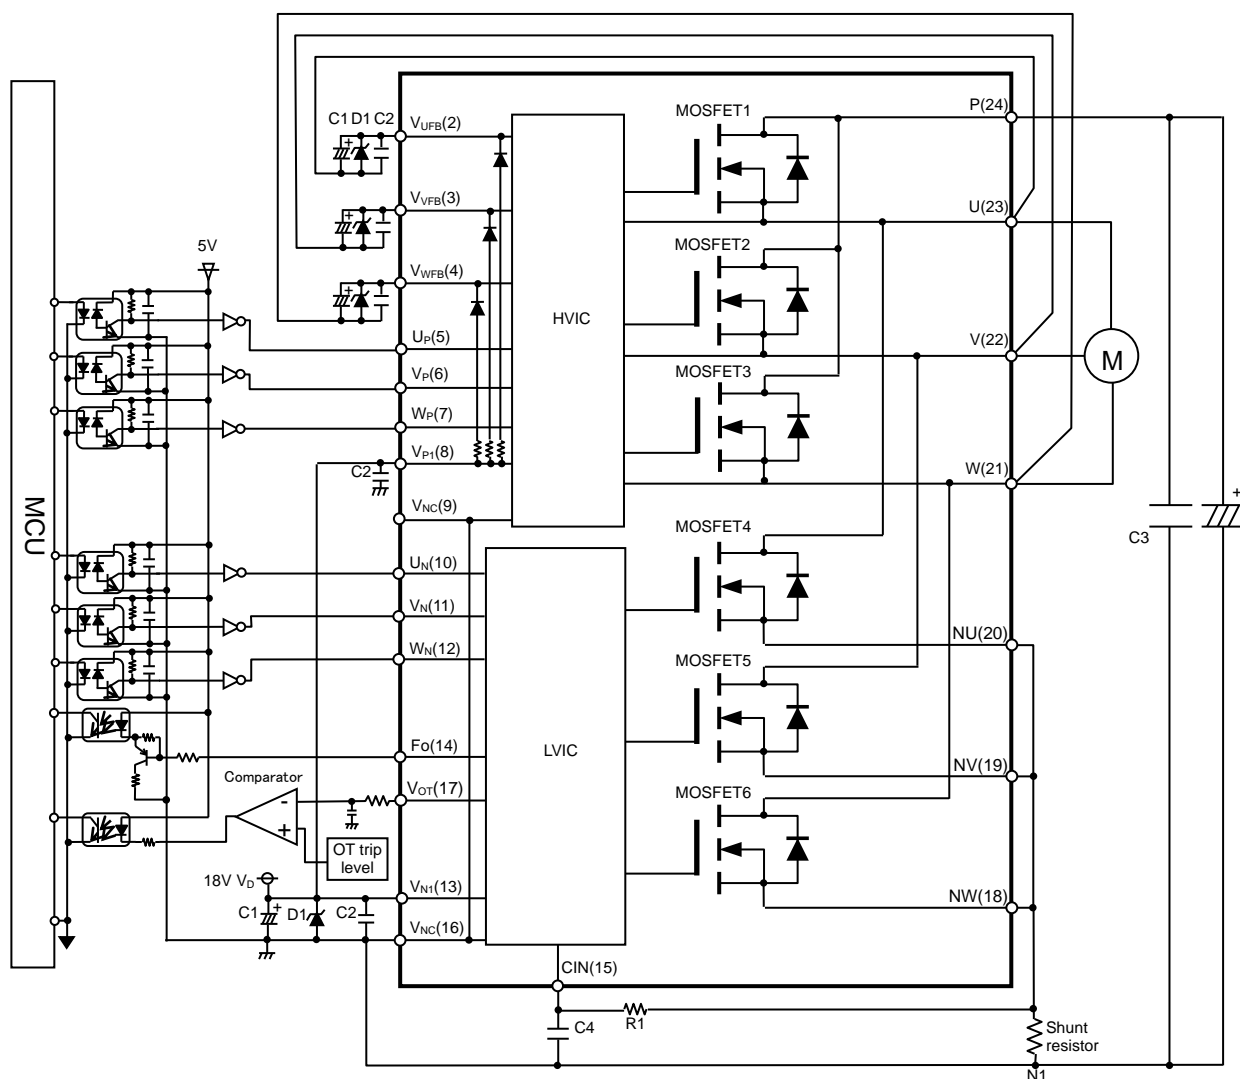 P(24)
MOSFET1
C1 D1 C2
VUFB(2)
U(23)
VVFB(3)
5V
MOSFET2
VWFB(4)
HVIC
UP(5)
V(22)
M
VP(6)
MOSFET3
WP(7)
VP1(8)
C2
W(21)
MCU
VNC(9)
+
C3
MOSFET4
UN(10)
VN(11)
NU(20)
WN(12)
MOSFET5
Fo(14)
LVIC
NV(19)
Comparator
VOT(17)
MOSFET6
-
+
OT trip
level
18V VD
VN1(13)
NW(18)
C1
+
D1
C2
VNC(16)
CIN(15)
C4
R1
Shunt
resistor
N1